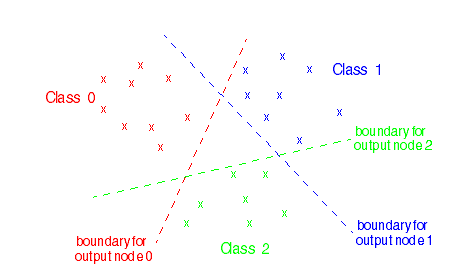 Class 1
Class 0
boundary for
output node 2
boundary for
output node 1
boundary for
output node 0
Class 2